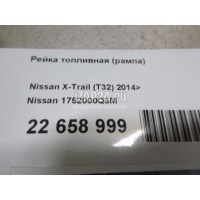 Рейка топливная (рампа)
Nissan X-Trail (T32) 2014>
Nissan 1752000Q3M
22 658 999